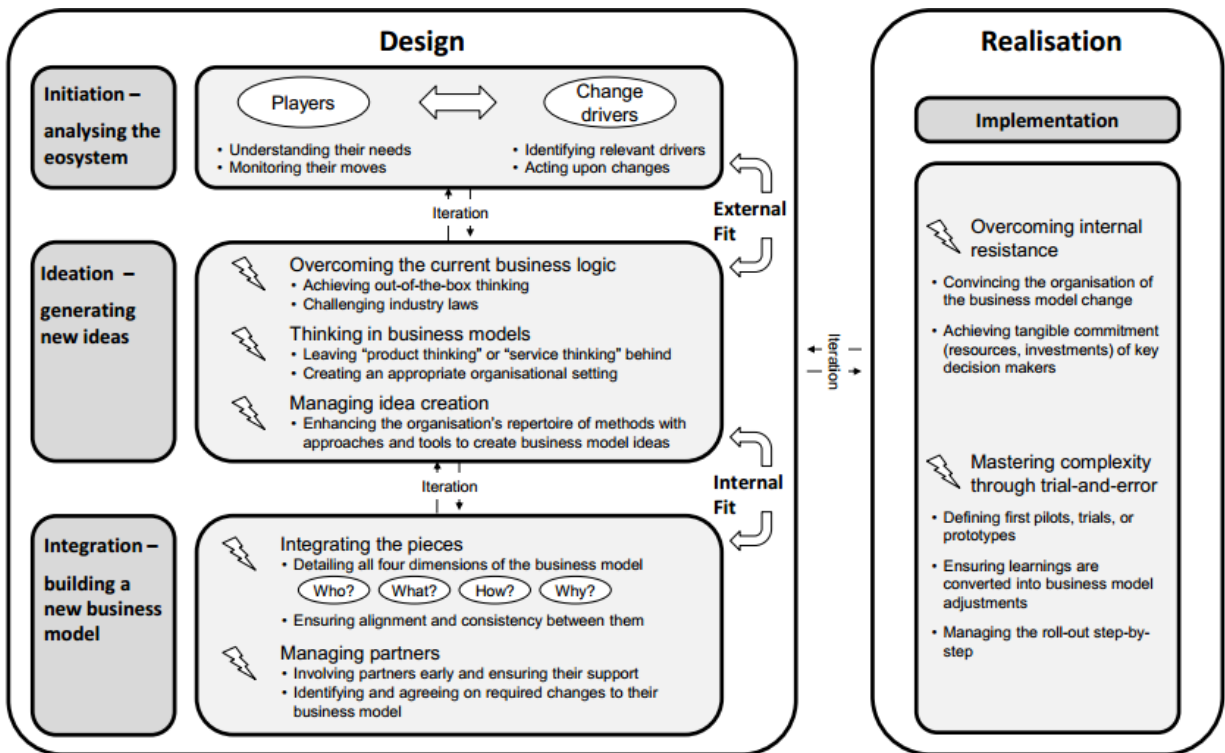 Design
Initiation –
analysing the
eosystem
Players
Change
drivers
• Understanding their needs
• Monitoring their moves
• Identifying relevant drivers
• Acting upon changes
Iteration
External
Fit
Ideation –
generating
new ideas
Overcoming the current business logic
• Achieving out-of-the-box thinking
• Challenging industry laws
Thinking in business models
• Leaving “product thinking” or “service thinking” behind
• Creating an appropriate organisational setting
Managing idea creation
• Enhancing the organisation’s repertoire of methods with
approaches and tools to create business model ideas
Iteration
Internal
Fit
Integration –
building a
new business
model
Integrating the pieces
• Detailing all four dimensions of the business model
Who? What? How? Why?
• Ensuring alignment and consistency between them
Managing partners
• Involving partners early and ensuring their support
• Identifying and agreeing on required changes to their
business model
Iteration
Realisation
Implementation
Overcoming internal
resistance
• Convincing the organisation of
the business model change
• Achieving tangible commitment
(resources, investments) of key
decision makers
Mastering complexity
through trial-and-error
• Defining first pilots, trials, or
prototypes
• Ensuring learnings are
converted into business model
adjustments
• Managing the roll-out step-by-
step